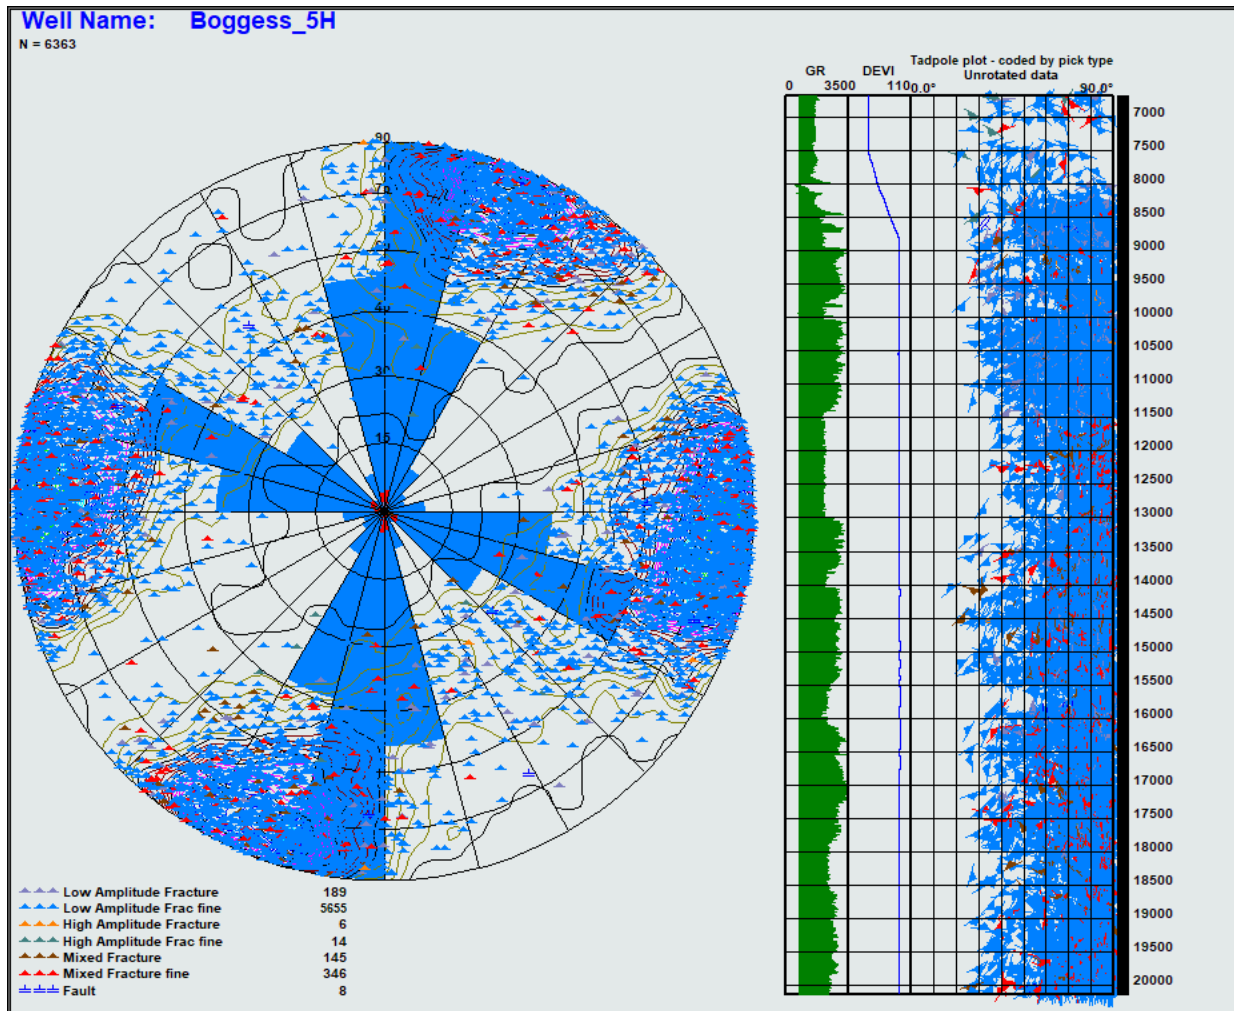 Well Name: Boggess_5H
N = 6363
Tadpole plot - coded by pick type
Unrotated data
GR DEVI
0 3500 110 0.0° 90.0°
7000
7500
8000
8500
9000
9500
10000
10500
11000
11500
12000
12500
13000
13500
14000
14500
15000
15500
16000
16500
17000
17500
18000
18500
19000
19500
20000
90
30
15
Low Amplitude Fracture 189
Low Amplitude Frac fine 5655
High Amplitude Fracture 6
High Amplitude Frac fine 14
Mixed Fracture 145
Mixed Fracture fine 346
Fault 8